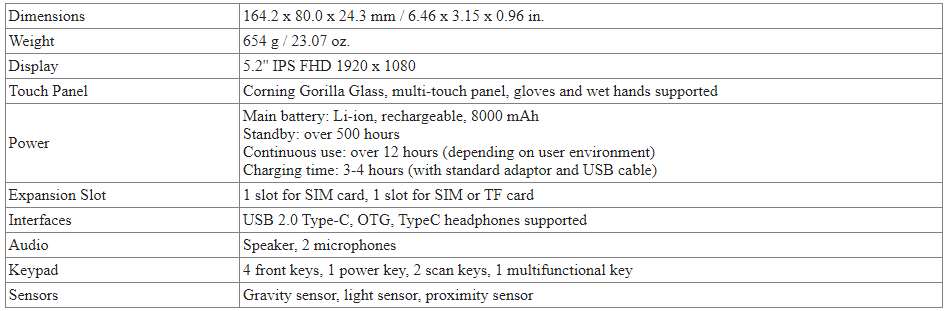 Dimensions 164.2 x 80.0 x 24.3 mm / 6.46 x 3.15 x 0.96 in.
Weight 654 g / 23.07 oz.
Display 5.2" IPS FHD 1920 x 1080
Touch Panel Corning Gorilla Glass, multi-touch panel, gloves and wet hands supported
Power
Main battery: Li-ion, rechargeable, 8000 mAh
Standby: over 500 hours
Continuous use: over 12 hours (depending on user environment)
Charging time: 3-4 hours (with standard adaptor and USB cable)
Expansion Slot 1 slot for SIM card, 1 slot for SIM or TF card
Interfaces USB 2.0 Type-C, OTG, TypeC headphones supported
Audio Speaker, 2 microphones
Keypad 4 front keys, 1 power key, 2 scan keys, 1 multifunctional key
Sensors Gravity sensor, light sensor, proximity sensor